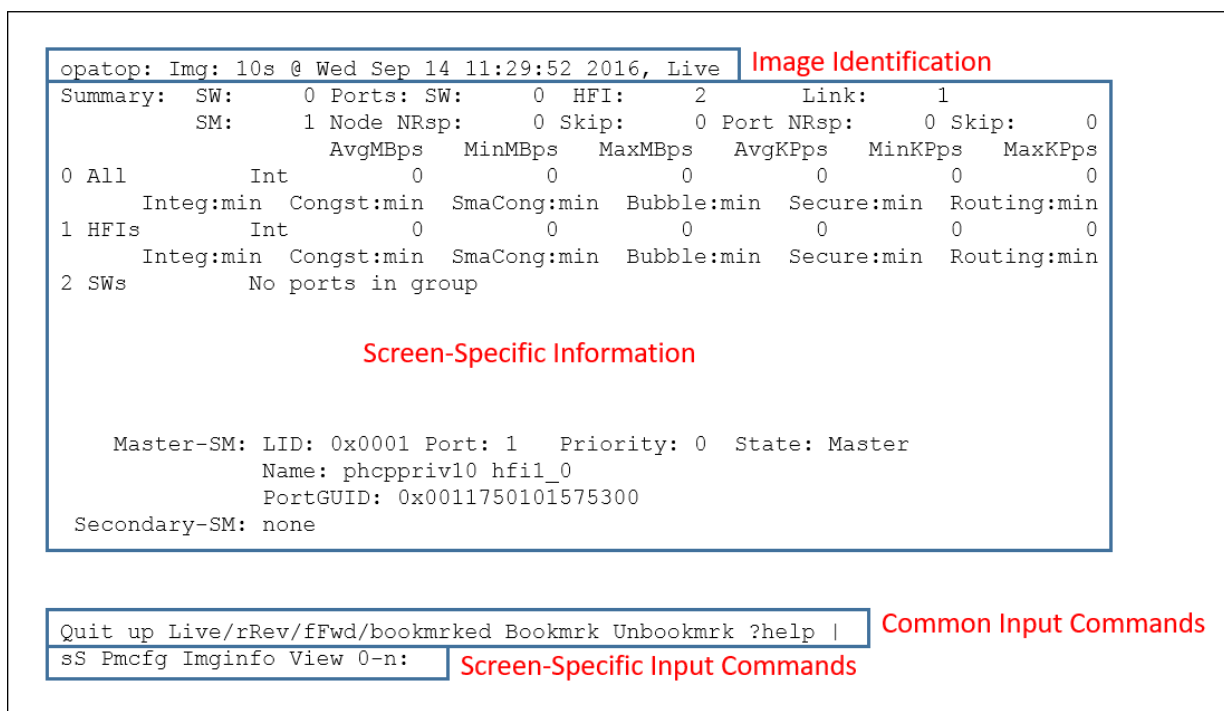 opatop: Img: 10s @ Wed Sep 14 11:29:52 2016, Live
Image Identification
Summary: SW: 0 Ports: SW: 0 HFI: 2 Link: 1
SM: 1 Node NRsp: 0 Skip: 0 Port NRsp: 0 Skip: 0
AvgMBps MinMBps MaxMBps AvgKPps MinKPps MaxKPps
0 All Int 0 0 0 0 0 0
Integ:min Congst:min SmaCong:min Bubble:min Secure:min Routing:min
1 HFIs Int 0 0 0 0 0 0
Integ:min Congst:min SmaCong:min Bubble:min Secure:min Routing:min
2 SWs No ports in group
Screen-Specific Information
Master-SM: LID: 0x0001 Port: 1 Priority: 0 State: Master
Name: phcppriv10 hfi1_0
PortGUID: 0x0011750101575300
Secondary-SM: none
Quit up Live/rRev/fFwd/bookmrked Bookmrk Unbookmrk ?help |
Common Input Commands
sS Pmcfg Imginfo View 0-n:
Screen-Specific Input Commands